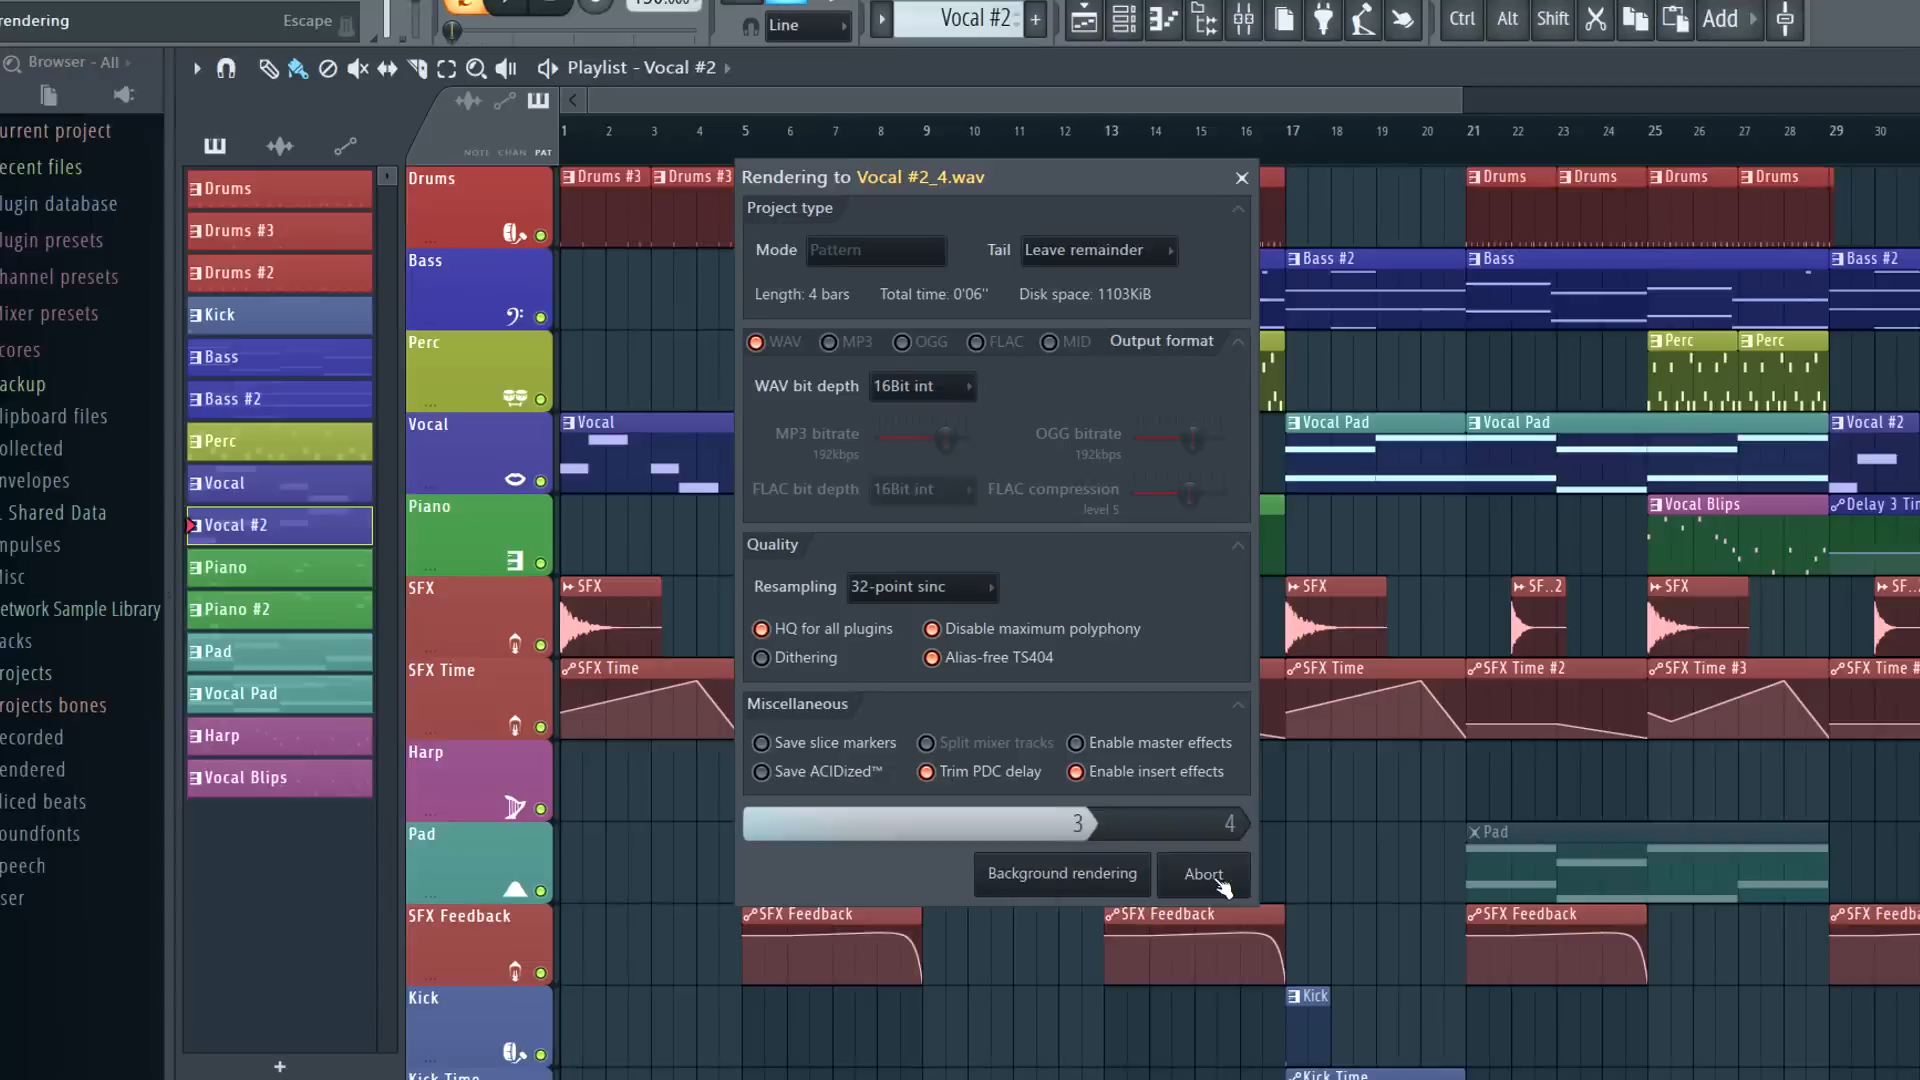 rendering
Escape
130.000
Line
Vocal #2
+
Ctrl
Alt
Shift
Add
Browser - All
Playlist - Vocal #2
NOTE CHAN PAT
1 2 3 4 5 6 7 8 9 10 11 12 13 14 15 16 17 18 19 20 21 22 23 24 25 26 27 28 29 30
urrent project
ecent files
lugin database
lugin presets
hannel presets
Mixer presets
cores
ackup
lipboard files
ollected
nvelopes
L Shared Data
mpulses
isc
etwork Sample Library
acks
rojects
rojects bones
ecorded
endered
liced beats
oundfonts
peech
ser
Drums
Drums #3
Drums #2
Kick
Bass
Bass #2
Perc
Vocal
Vocal #2
Piano
Piano #2
Pad
Vocal Pad
Harp
Vocal Blips
+
Drums
Drums #3
Drums #3
Drums
Drums
Drums
Drums
Bass
Bass #2
Bass
Bass #2
Perc
Perc
Perc
Vocal
Vocal
Vocal Pad
Vocal Pad
Vocal #2
Piano
Vocal Blips
Delay 3 Tim
SFX
SFX
SFX
SF..2
SFX
SF...
SFX Time
SFX Time
SFX Time
SFX Time #2
SFX Time #3
SFX Time #
Harp
Pad
Pad
SFX Feedback
SFX Feedback
SFX Feedback
SFX Feedback
SFX Feedba
Kick
Kick
Kick Time
Kick Time
Rendering to Vocal #2_4.wav
Project type
Mode Pattern Tail Leave remainder
Length: 4 bars Total time: 0'06'' Disk space: 1103KiB
WAV MP3 OGG FLAC MID Output format
WAV bit depth 16Bit int
MP3 bitrate OGG bitrate
192kbps 192kbps
FLAC bit depth 16Bit int FLAC compression
level 5
Quality
Resampling 32-point sinc
HQ for all plugins Disable maximum polyphony
Dithering Alias-free TS404
Miscellaneous
Save slice markers Split mixer tracks Enable master effects
Save ACIDized™ Trim PDC delay Enable insert effects
3 4
Background rendering Abort